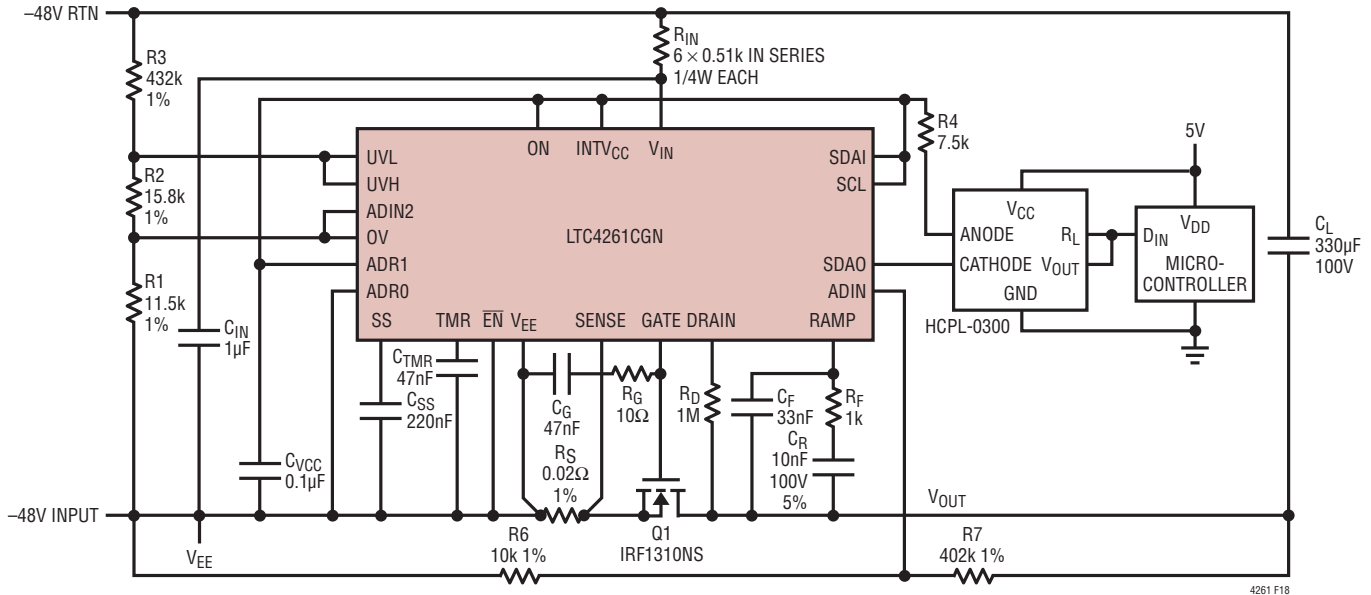 –48V RTN
R3
432k
1%
R2
15.8k
1%
R1
11.5k
1%
CIN
1µF
RIN
6 × 0.51k IN SERIES
1/4W EACH
ON
INTVCC
VIN
UVL
UVH
ADIN2
OV
ADR1
ADR0
LTC4261CGN
SDAI
SCL
SDAO
ADIN
SS
TMR
EN
VEE
SENSE
GATE
DRAIN
RAMP
R4
7.5k
5V
VCC
ANODE
RL
CATHODE
VOUT
GND
HCPL-0300
DIN
VDD
MICRO-
CONTROLLER
CL
330µF
100V
CTMR
47nF
CSS
220nF
CVCC
0.1µF
CG
47nF
RG
10Ω
RS
0.02Ω
1%
RD
1M
CF
33nF
RF
1k
CR
10nF
100V
5%
–48V INPUT
VEE
Q1
IRF1310NS
VOUT
R6
10k 1%
R7
402k 1%
4261 F18